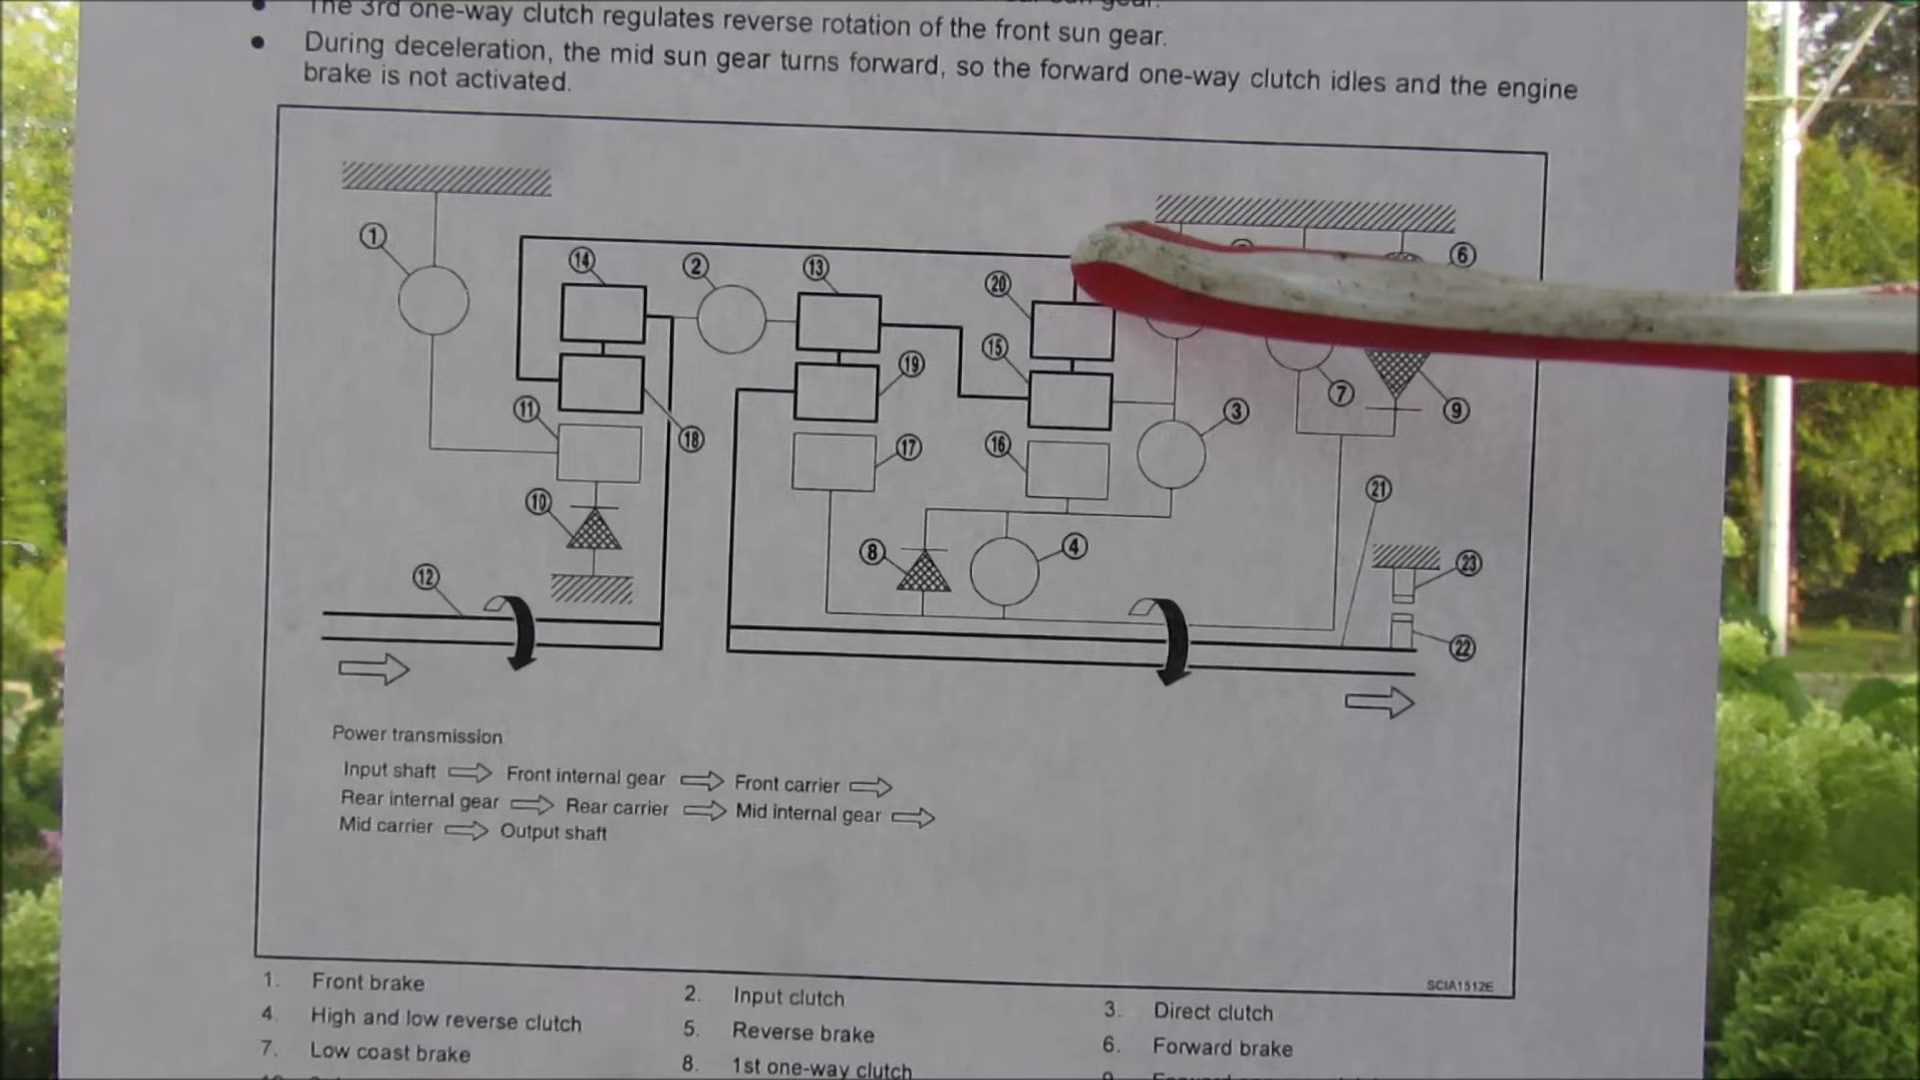 The 3rd one-way clutch regulates reverse rotation of the front sun gear.
● During deceleration, the mid sun gear turns forward, so the forward one-way clutch idles and the engine
brake is not activated.
1 14 2 13 20 6
15 19 7 9
11 18 17 16 3
10 8 4 21
12 23
22
Power transmission
Input shaft ⇨ Front internal gear ⇨ Front carrier ⇨
Rear internal gear ⇨ Rear carrier ⇨ Mid internal gear ⇨
Mid carrier ⇨ Output shaft
SCIA1512E
1. Front brake 2. Input clutch 3. Direct clutch
4. High and low reverse clutch 5. Reverse brake 6. Forward brake
7. Low coast brake 8. 1st one-way clutch